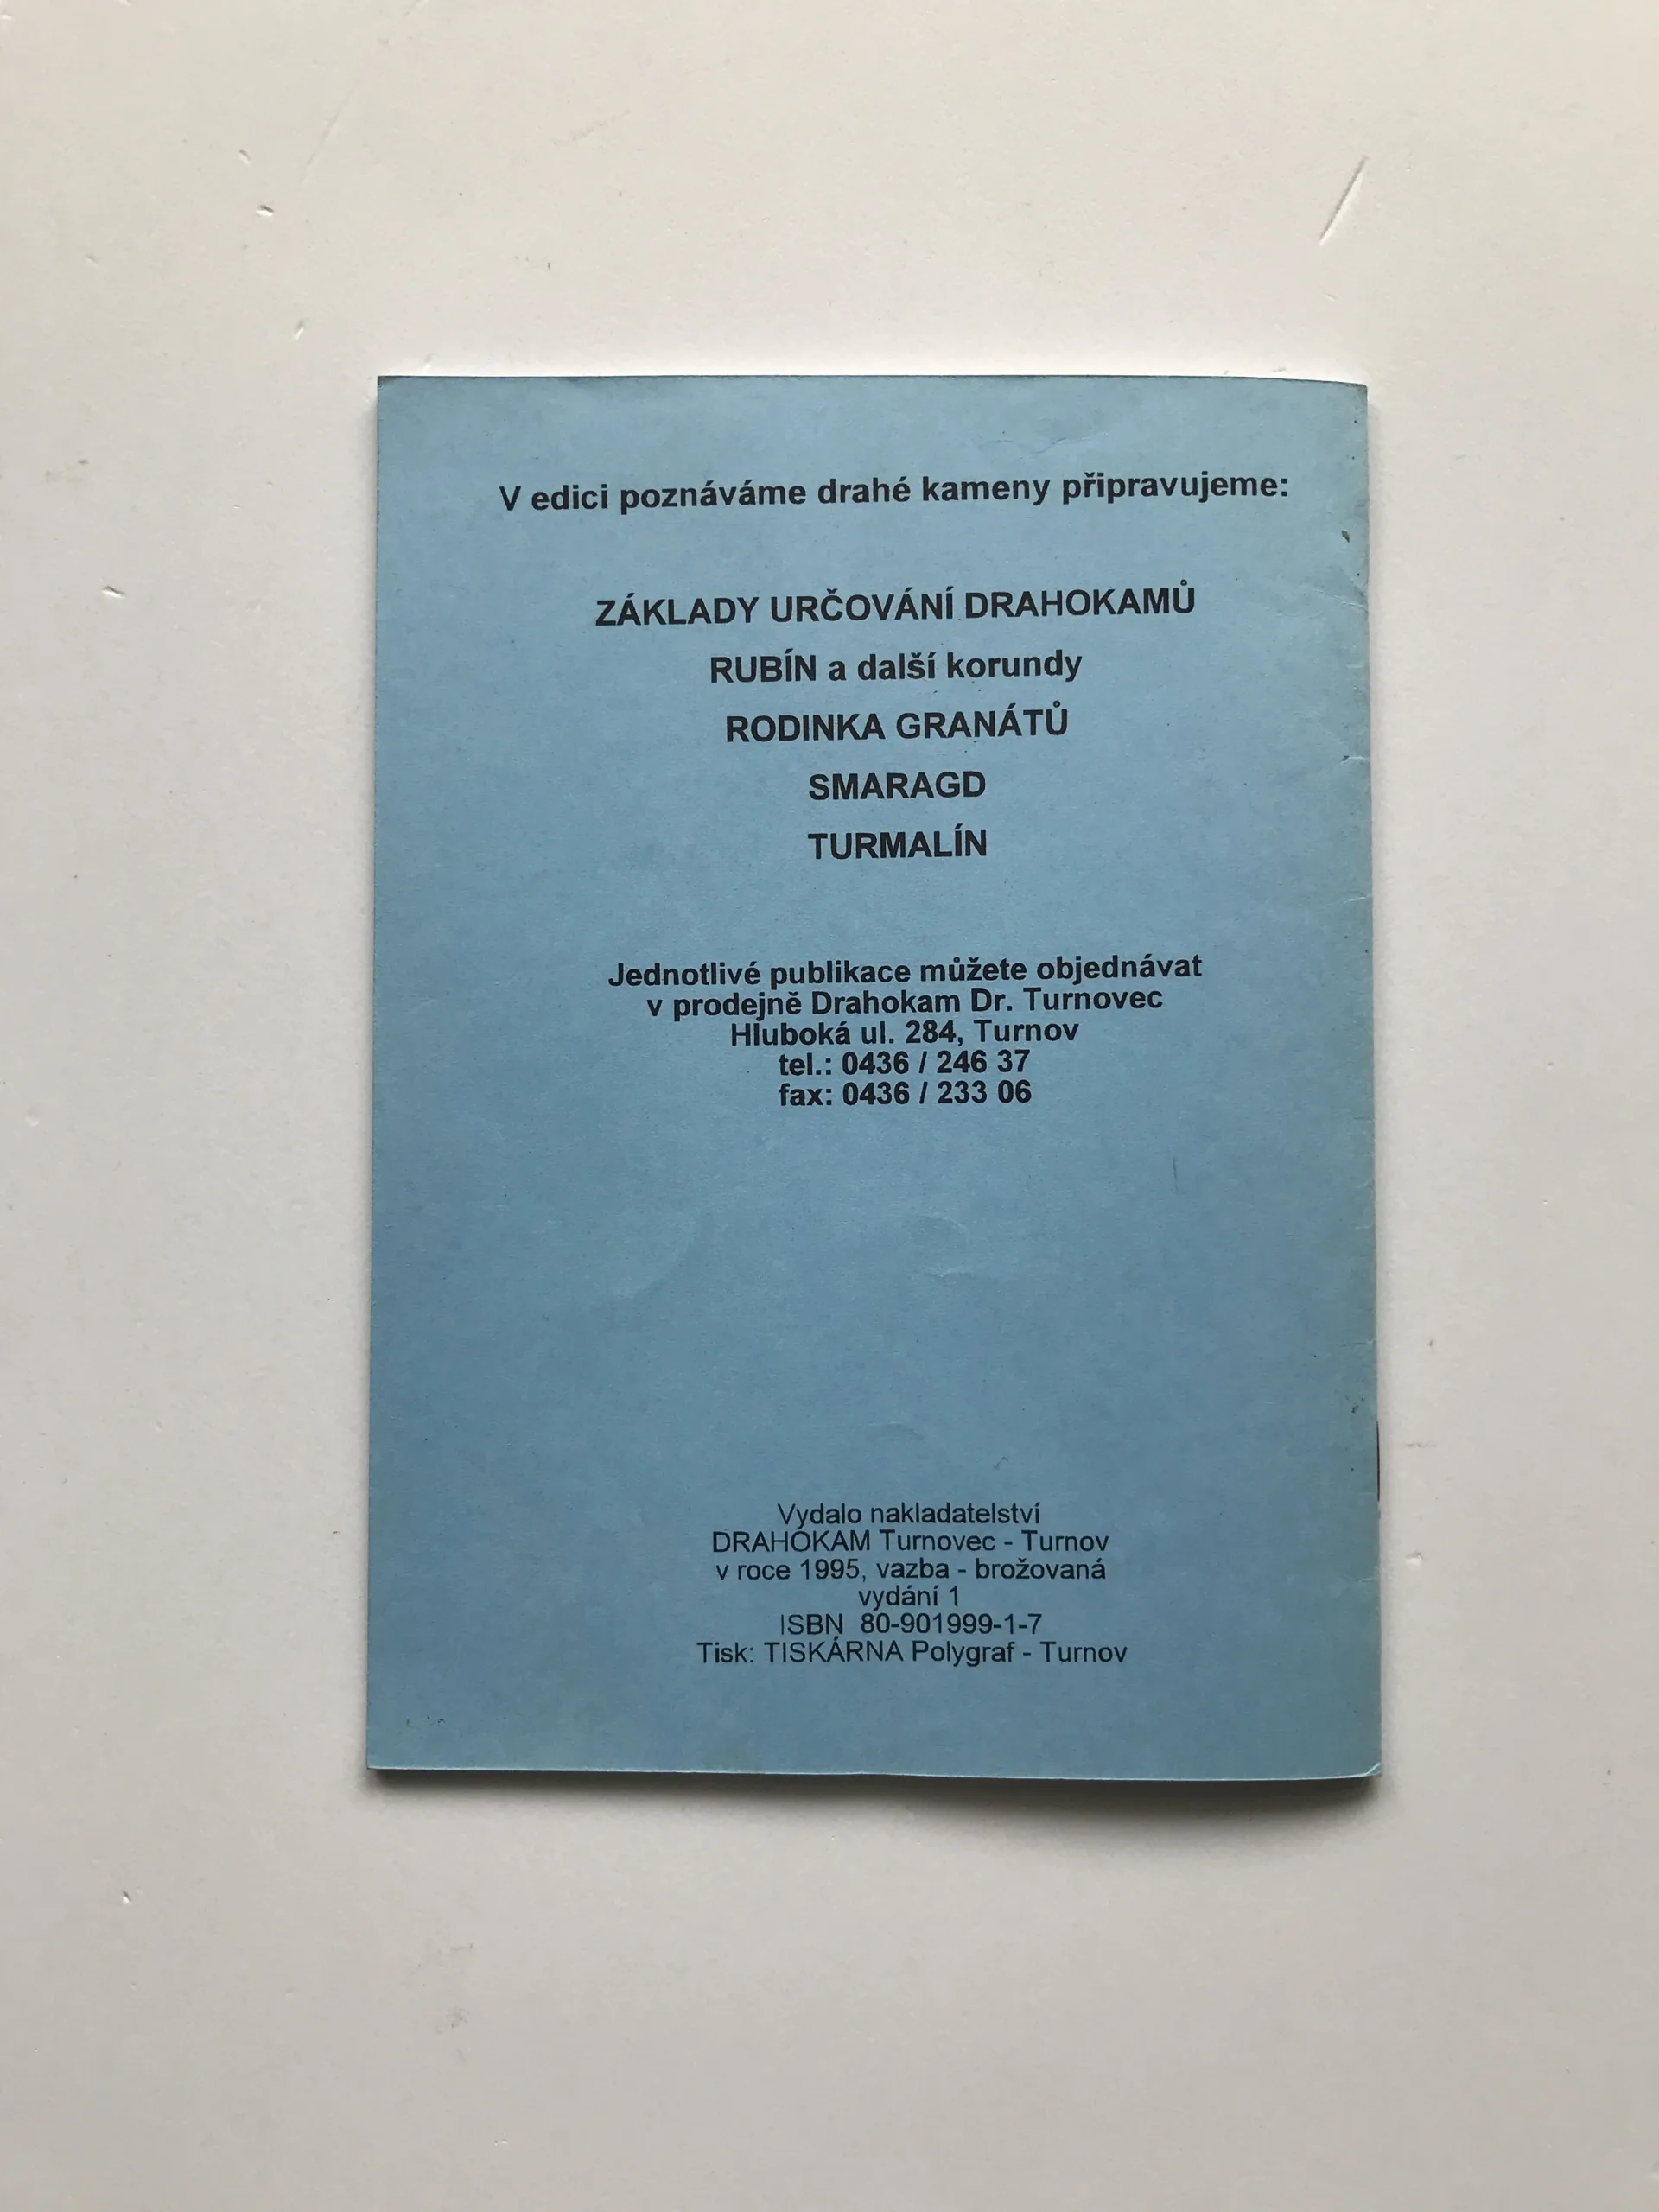 V edici poznáváme drahé kameny připravujeme:
ZÁKLADY URČOVÁNÍ DRAHOKAMŮ
RUBÍN a další korundy
RODINKA GRANÁTŮ
SMARAGD
TURMALÍN
Jednotlivé publikace můžete objednávat
v prodejně Drahokam Dr. Turnovec
Hluboká ul. 284, Turnov
tel.: 0436 / 246 37
fax: 0436 / 233 06
Vydalo nakladatelství
DRAHOKAM Turnovec - Turnov
v roce 1995, vazba - brožovaná
vydání 1
ISBN 80-901999-1-7
Tisk: TISKÁRNA Polygraf - Turnov